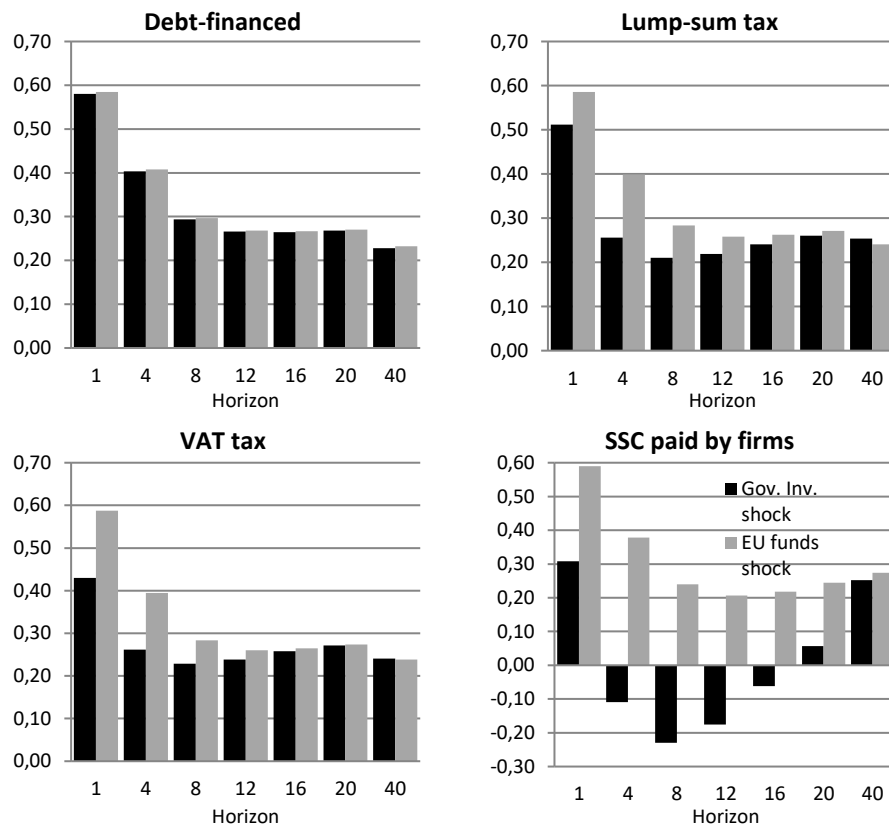 Debt-financed
0,70
0,60
0,50
0,40
0,30
0,20
0,10
0,00
1 4 8 12 16 20 40
Horizon
Lump-sum tax
0,70
0,60
0,50
0,40
0,30
0,20
0,10
0,00
1 4 8 12 16 20 40
Horizon
VAT tax
0,70
0,60
0,50
0,40
0,30
0,20
0,10
0,00
1 4 8 12 16 20 40
Horizon
SSC paid by firms
0,60
0,50
0,40
0,30
0,20
0,10
0,00
-0,10
-0,20
-0,30
Gov. Inv.
shock
EU funds
shock
1 4 8 12 16 20 40
Horizon